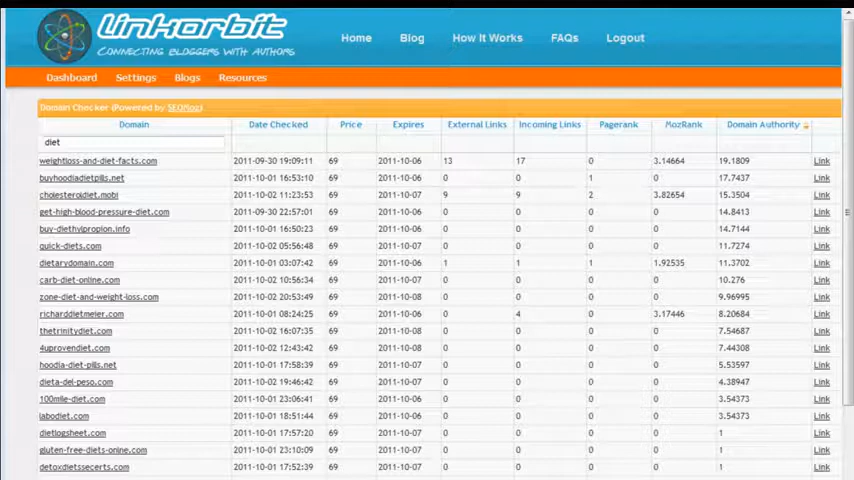 linkorbit
CONNECTING BLOGGERS WITH AUTHORS
Home Blog How It Works FAQs Logout
Dashboard Settings Blogs Resources
Domain Checker (Powered by SEOMoz)
Domain Date Checked Price Expires External Links Incoming Links Pagerank MozRank Domain Authority
diet
weightloss-and-diet-facts.com 2011-09-30 19:09:11 69 2011-10-06 13 17 0 3.14664 19.1809 Link
buyhoodiadietpills.net 2011-10-01 16:53:10 69 2011-10-06 0 0 1 0 17.7437 Link
cholesteroldiet.mobi 2011-10-02 11:23:53 69 2011-10-07 9 9 2 3.82654 15.3504 Link
get-high-blood-pressure-diet.com 2011-09-30 22:57:01 69 2011-10-06 0 0 0 0 14.8413 Link
buy-diethylpropion.info 2011-10-01 16:50:23 69 2011-10-06 0 0 0 0 14.7144 Link
quick-diets.com 2011-10-02 05:56:48 69 2011-10-07 0 0 0 0 11.7274 Link
dietarydomain.com 2011-10-01 03:07:42 69 2011-10-06 1 1 1 1.92535 11.3702 Link
carb-diet-online.com 2011-10-02 10:56:34 69 2011-10-07 0 0 0 0 10.276 Link
zone-diet-and-weight-loss.com 2011-10-02 20:53:49 69 2011-10-08 0 0 0 0 9.96995 Link
richarddietmeier.com 2011-10-01 08:24:25 69 2011-10-06 0 4 0 3.17446 8.20684 Link
thetrinitydiet.com 2011-10-02 16:07:35 69 2011-10-08 0 0 0 0 7.54687 Link
4uprovendiet.com 2011-10-02 12:43:42 69 2011-10-08 0 0 0 0 7.44308 Link
hoodia-diet-pills.net 2011-10-01 17:58:39 69 2011-10-07 0 0 0 0 5.53597 Link
dieta-del-peso.com 2011-10-02 19:46:42 69 2011-10-08 0 0 0 0 4.38947 Link
100mile-diet.com 2011-10-01 23:06:41 69 2011-10-07 0 0 0 0 3.54373 Link
labodiet.com 2011-10-01 18:51:44 69 2011-10-06 0 0 0 0 3.54373 Link
dietlogsheet.com 2011-10-01 17:57:20 69 2011-10-07 0 0 0 0 1 Link
gluten-free-diets-online.com 2011-10-01 23:10:09 69 2011-10-07 0 0 0 0 1 Link
detoxdietssecerts.com 2011-10-01 17:52:39 69 2011-10-07 0 0 0 0 1 Link